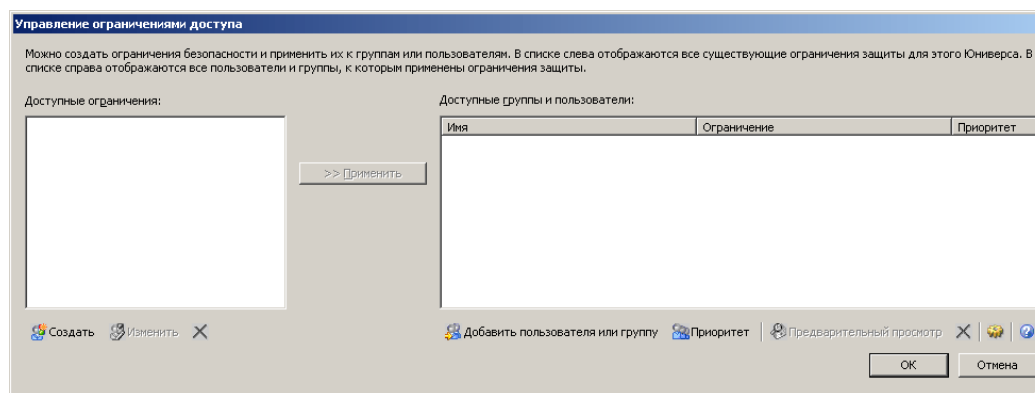 Управление ограничениями доступа
Можно создать ограничения безопасности и применить их к группам или пользователям. В списке слева отображаются все существующие ограничения защиты для этого Юниверса. В
списке справа отображаются все пользователи и группы, к которым применены ограничения защиты.
Доступные ограничения:
Доступные группы и пользователи:
Имя Ограничение Приоритет
>> Применить
Создать Изменить
Добавить пользователя или группу Приоритет Предварительный просмотр
ОК Отмена